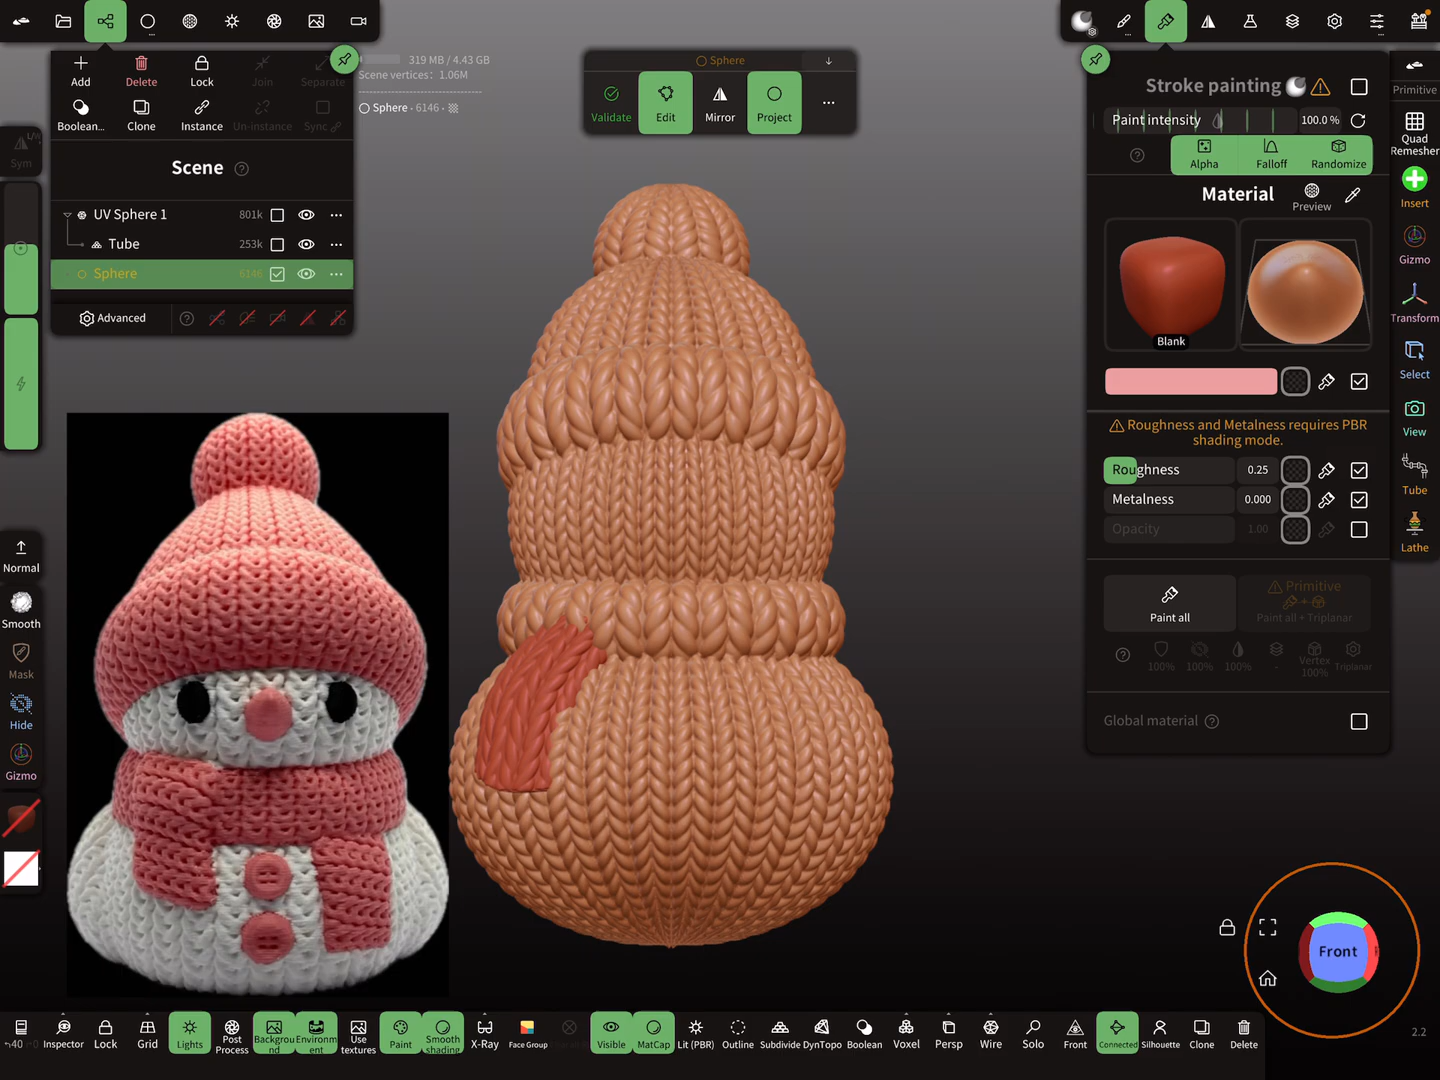 319 MB / 4.43 GB
Scene vertices: 1.06M
Sphere · 6146 ·
Add
Delete
Lock
Join
Separate
Boolean...
Clone
Instance
Un-instance
Sync
Scene
UV Sphere 1 801k ...
Tube 253k ...
Sphere 6146 ...
Advanced
Sphere
Validate
Edit
Mirror
Project
...
Stroke painting
Paint intensity 100.0 %
Alpha
Falloff
Randomize
Material
Preview
Blank
Roughness and Metalness requires PBR
shading mode.
Roughness 0.25
Metalness 0.000
Opacity 1.00
Paint all
Primitive
Paint all + Triplanar
100%
100%
100%
-
Vertex
100%
Triplanar
Global material
Primitive
Quad
Remesher
Insert
Gizmo
Transform
Select
View
Tube
Lathe
Sym
Normal
Smooth
Mask
Hide
Gizmo
Front
2.2
Inspector
Lock
Grid
Lights
Post
Process
Backgrou
nd
Environm
ent
Use
textures
Paint
Smooth
shading
X-Ray
Face Group
Visible
MatCap
Lit (PBR)
Outline
Subdivide
DynTopo
Boolean
Voxel
Persp
Wire
Solo
Front
Connected
Silhouette
Clone
Delete